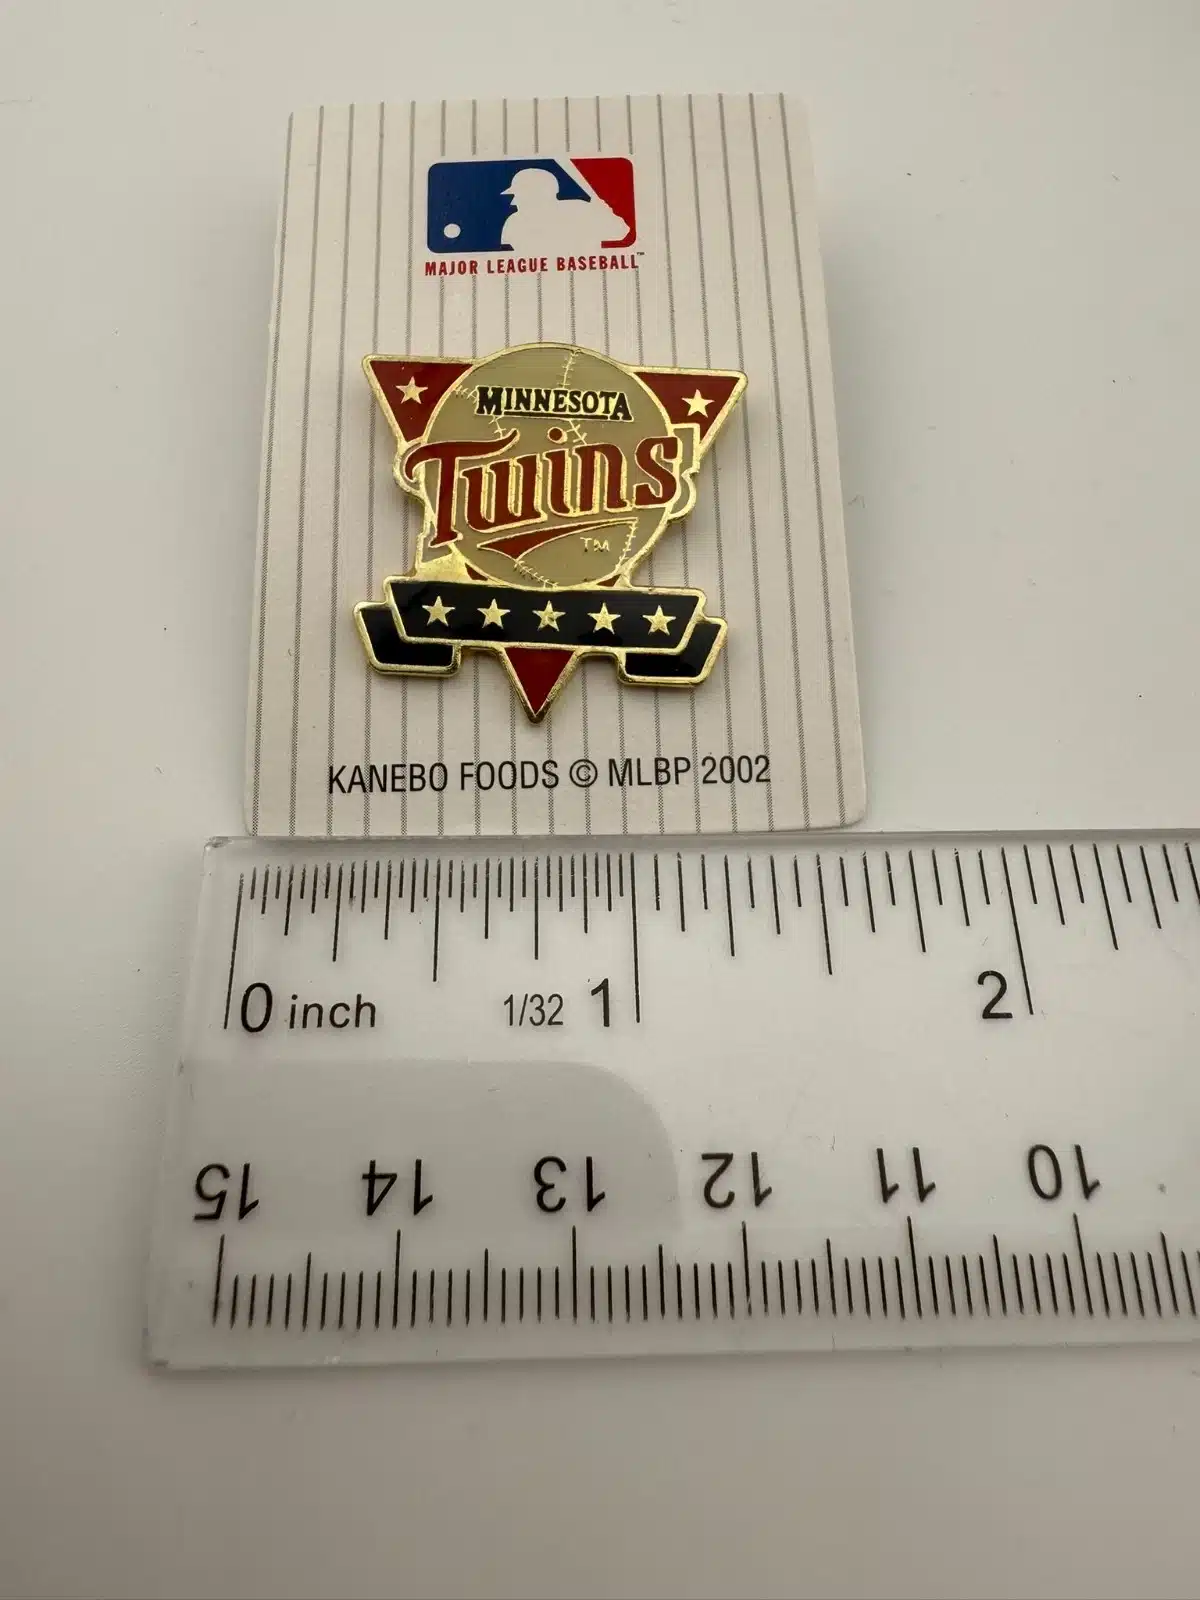 MAJOR LEAGUE BASEBALL™
MINNESOTA
Twins
TM
KANEBO FOODS © MLBP 2002
0 inch 1/32 1 2
15 14 13 12 11 10